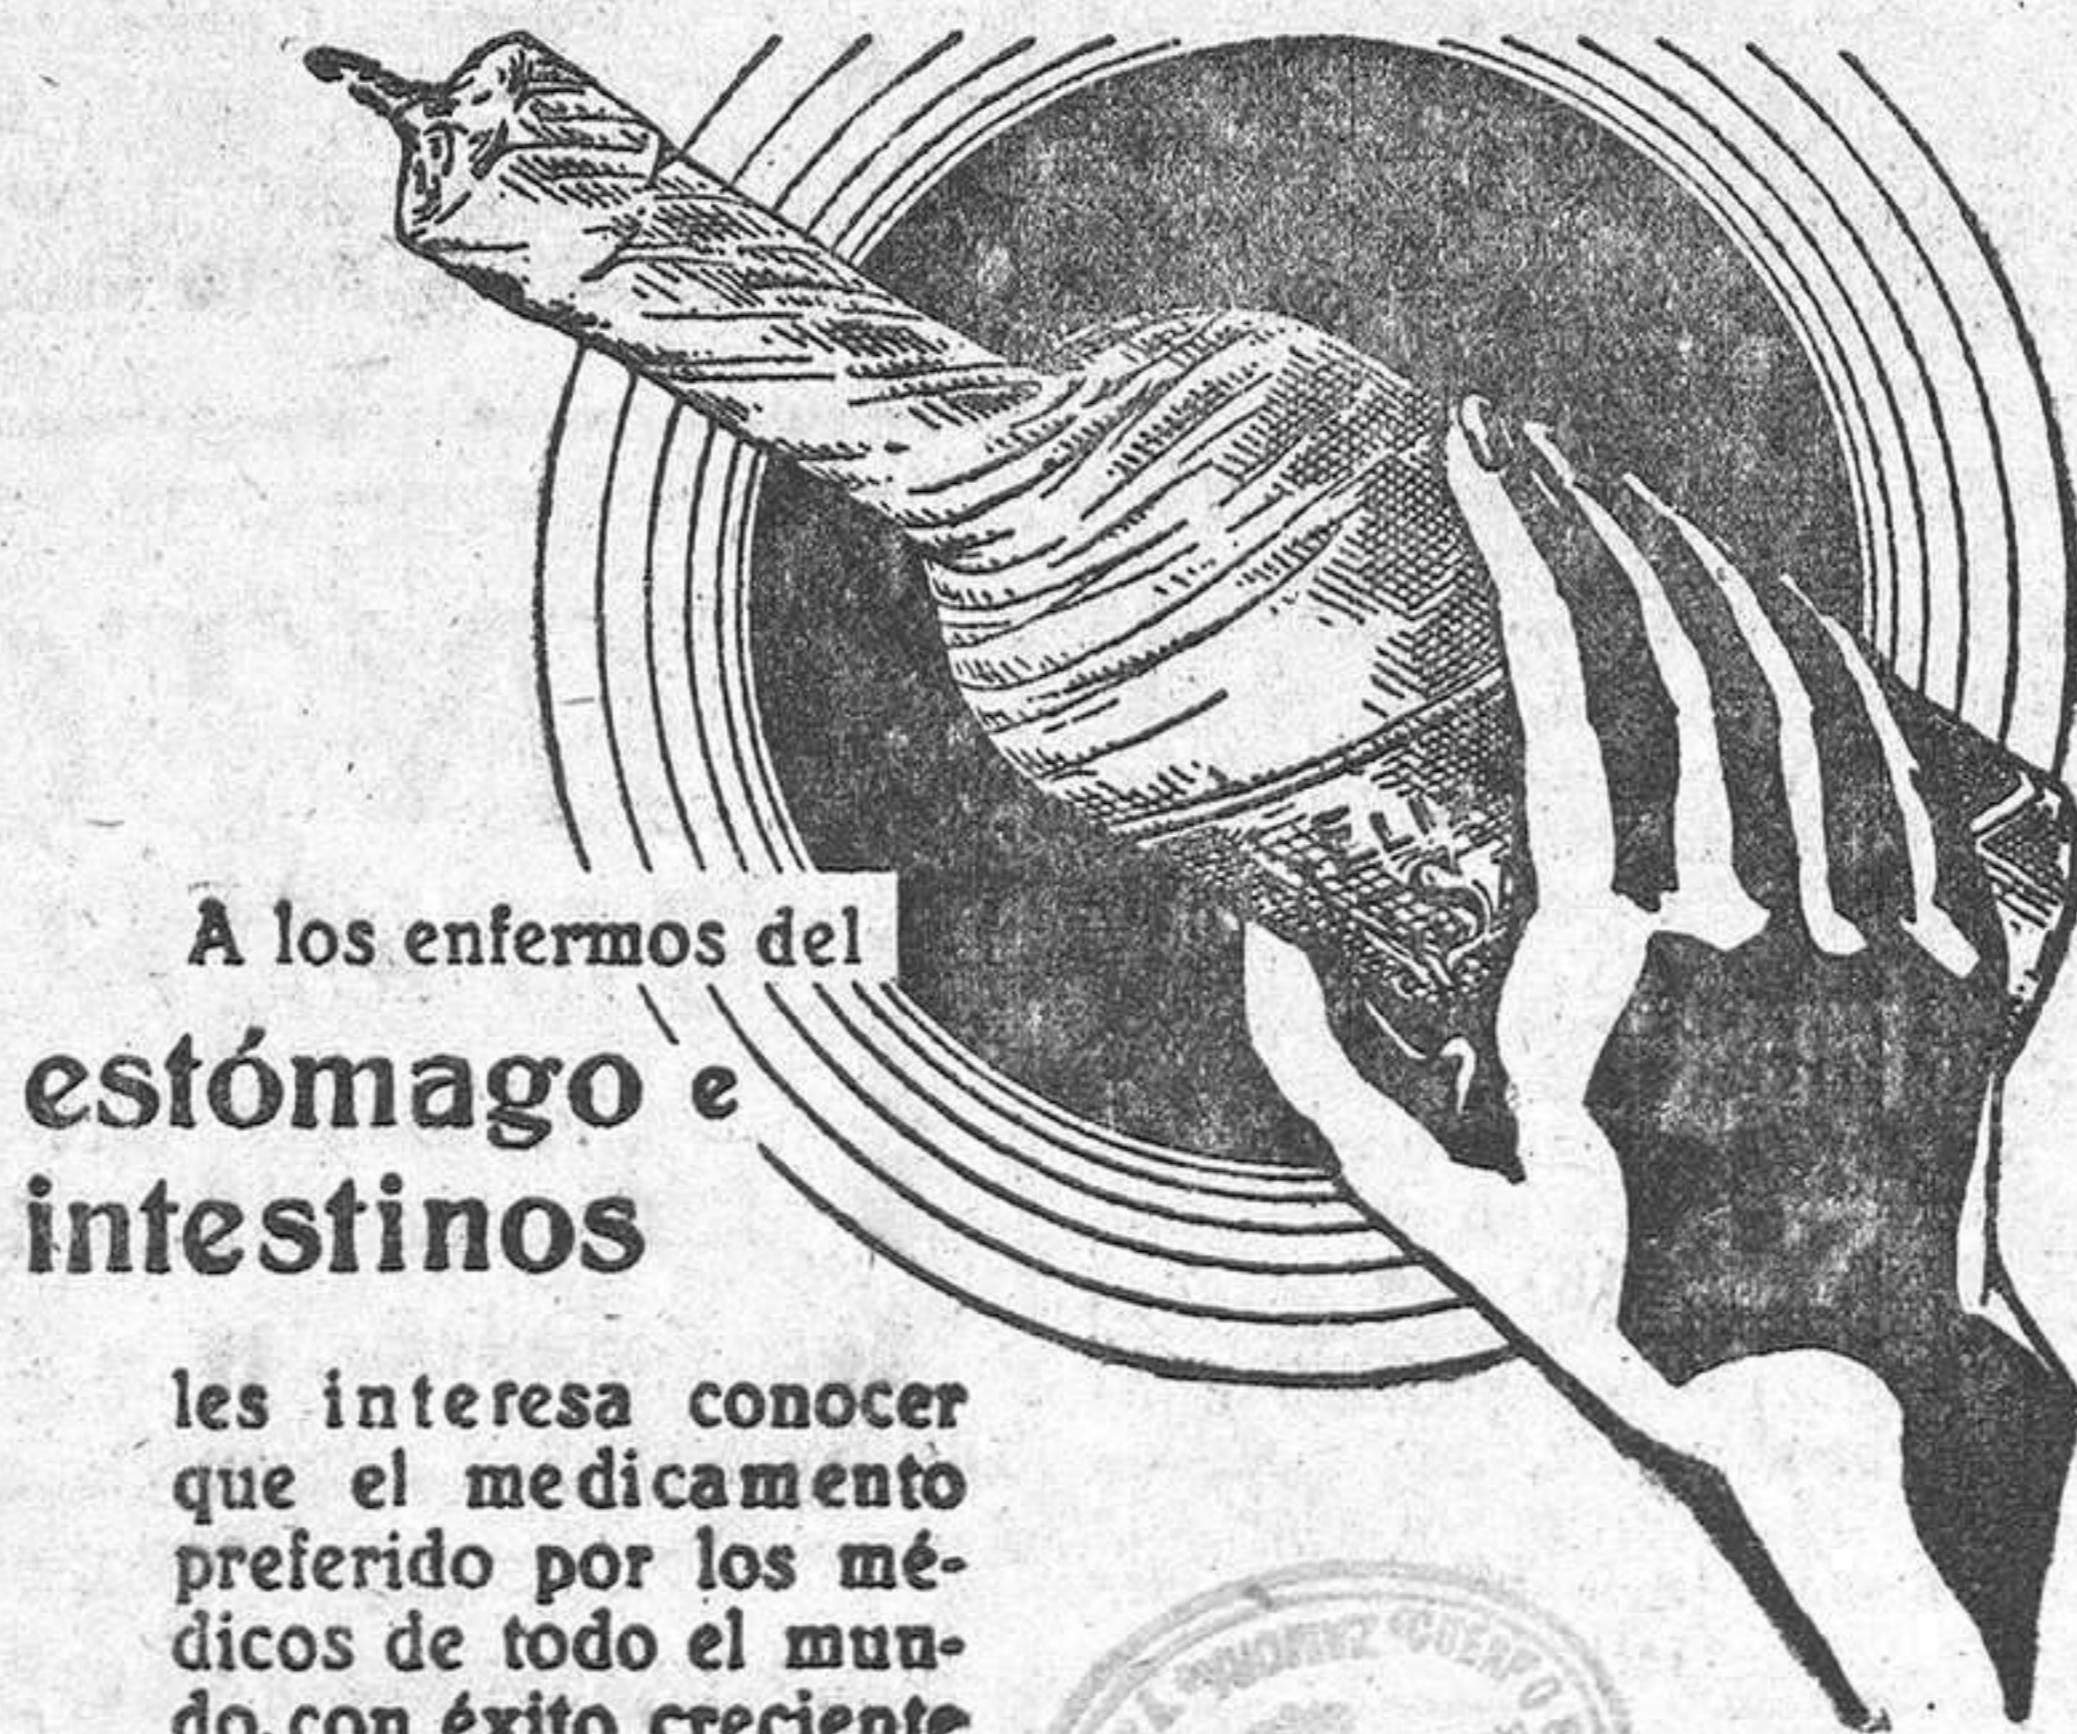 A los enfermos del
estómago e
intestinos
les interesa conocer
que el medicamento
preferido por los mé-
dicos de todo el mun-
do, con éxito creciente